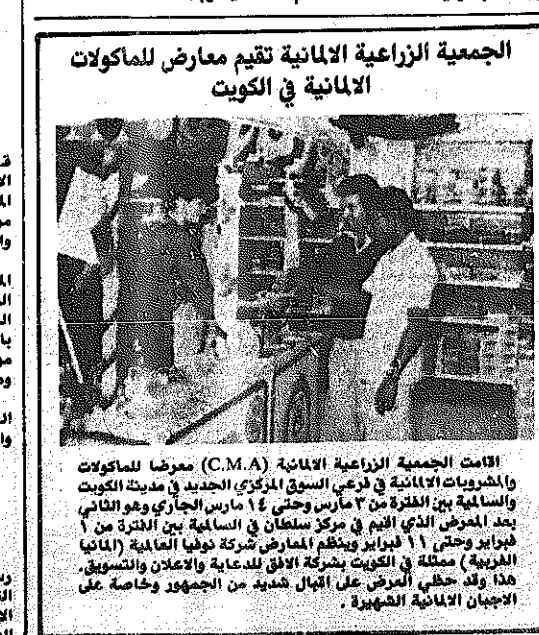 الجمعية الزراعية الالمانية تقيم معارض للماكولات
الالمانية في الكويت
اقامت الجمعية الزراعية الالمانية (C.M.A) معرضا للماكولات
والمشروبات الالمانية في فرعي السوق المركزي الجديد في مدينة الكويت
والسالمية بين الفترة من ٣ مارس وحتى ١٤ مارس الجاري وهو الثاني
بعد المعرض الذي اقيم في مركز سلطان في السالمية بين الفترة من ١
فبراير وحتى ١١ فبراير وينظم المعارض شركة نوفيا العالمية (المانيا
الغربية) ممثلة في الكويت بشركة الافق للدعاية والاعلان والتسويق.
هذا وقد حظي العرض على اقبال شديد من الجمهور وخاصة على
الاجبان الالمانية الشهيرة .